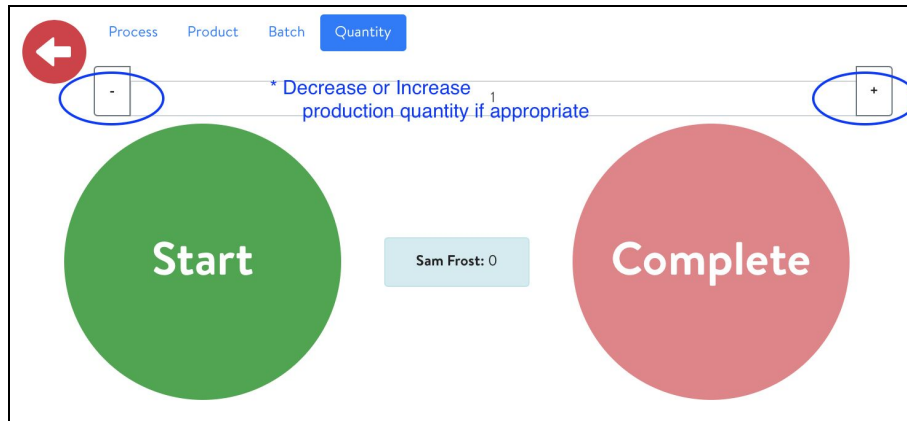 Process Product Batch Quantity
- * Decrease or Increase 1 +
production quantity if appropriate
Start Sam Frost: 0 Complete